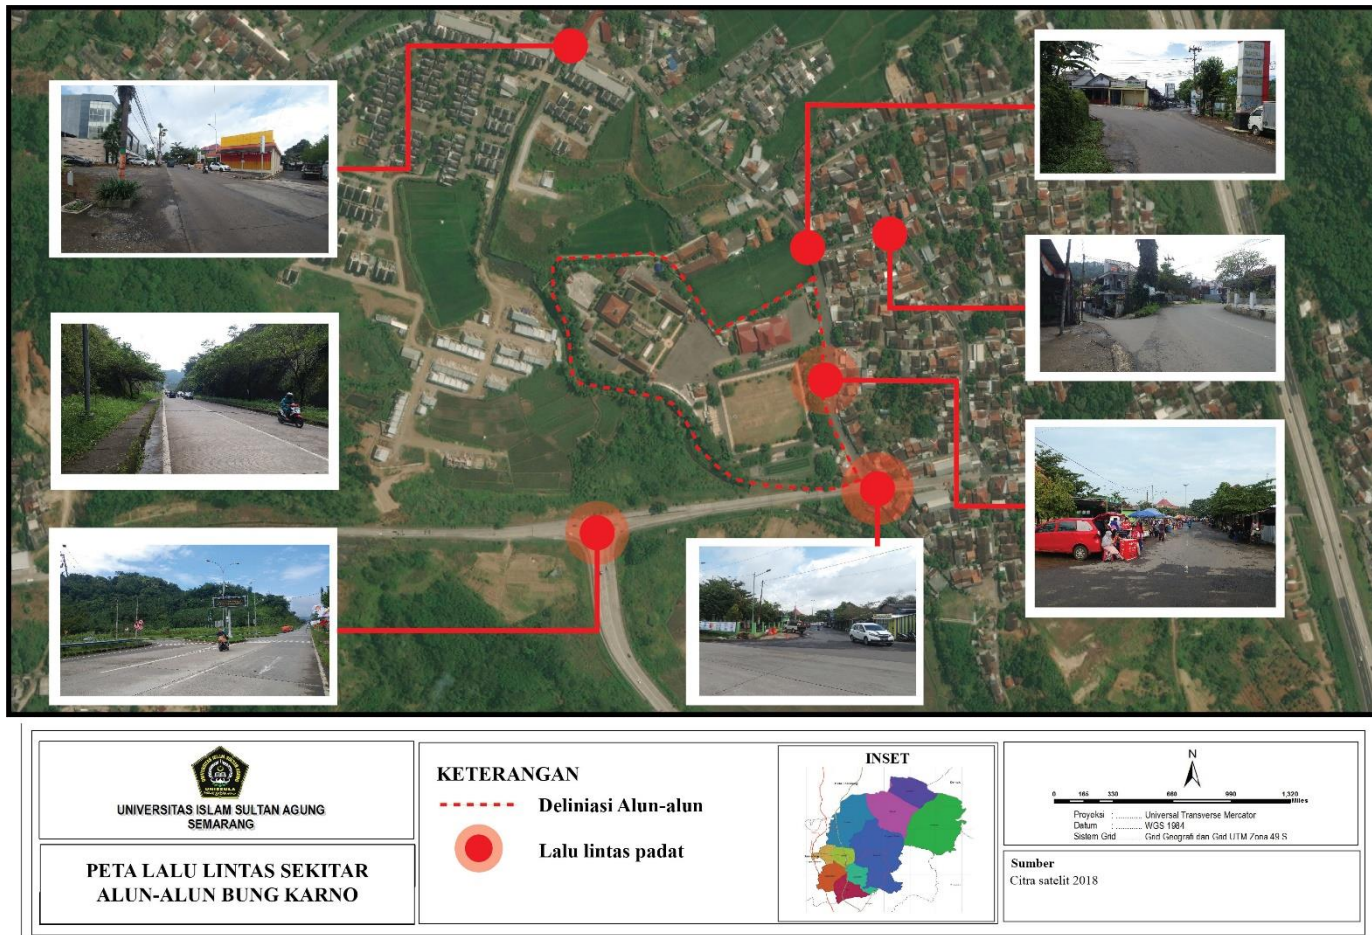 UNIVERSITAS ISLAM SULTAN AGUNG
SEMARANG
PETA LALU LINTAS SEKITAR
ALUN-ALUN BUNG KARNO
KETERANGAN
Deliniasi Alun-alun
Lalu lintas padat
INSET
N
0 165 330 660 990 1,320
Miles
Proyeksi : ........... Universal Transverse Mercator
Datum ........... WGS 1984
Sistem Grid ........... Grid Geografi dan Grid UTM Zona 49 S
Sumber
Citra satelit 2018